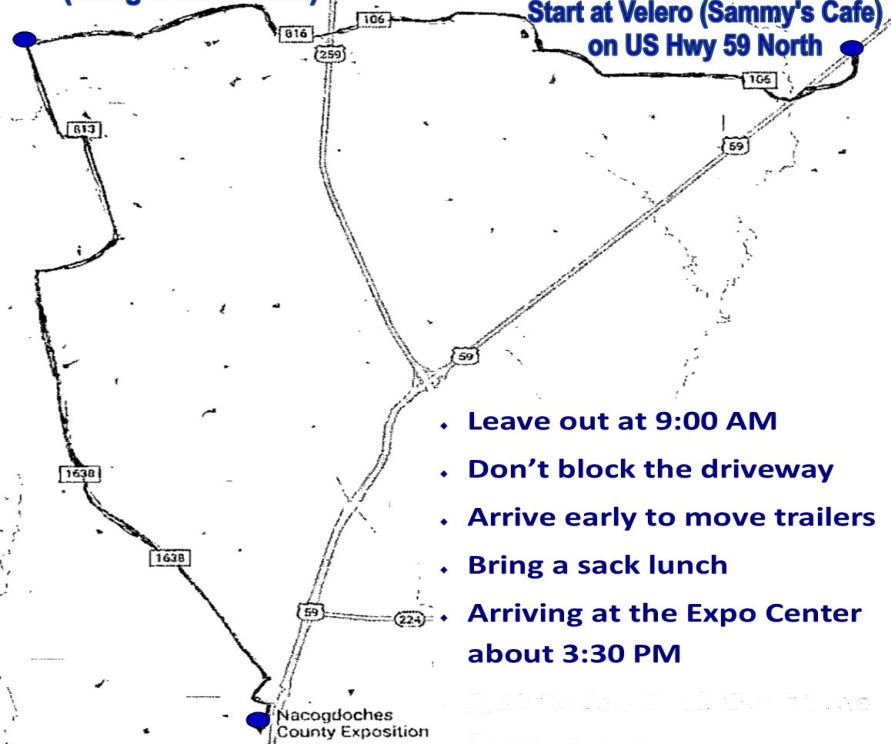 Start at Velero (Sammy's Cafe)
on US Hwy 59 North
816
106
259
106
813
59
59
• Leave out at 9:00 AM
• Don't block the driveway
• Arrive early to move trailers
• Bring a sack lunch
• Arriving at the Expo Center
about 3:30 PM
1638
1638
59
224
Nacogdoches
County Exposition